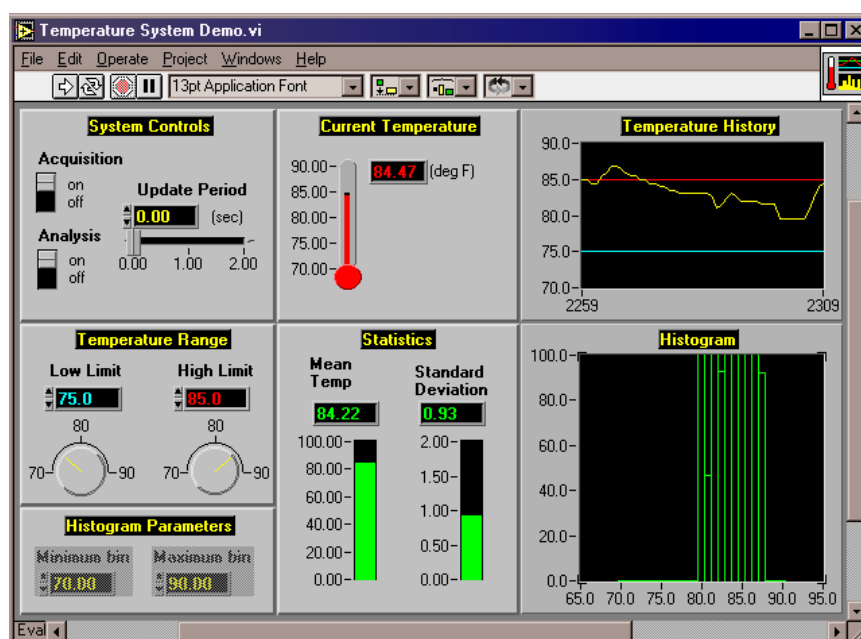 Temperature System Demo.vi
File Edit Operate Project Windows Help
13pt Application Font
System Controls
Acquisition
on
off
Update Period
0.00 (sec)
Analysis
on
off
0.00 1.00 2.00
Current Temperature
90.00
85.00
80.00
75.00
70.00
84.47 (deg F)
Temperature History
90.0
85.0
80.0
75.0
70.0
2259 2309
Temperature Range
Low Limit High Limit
75.0 85.0
80 80
70 90 70 90
Histogram Parameters
Minimum bin Maximum bin
70.00 90.00
Statistics
Mean
Temp
Standard
Deviation
84.22 0.93
100.00
80.00
60.00
40.00
20.00
0.00
2.00
1.50
1.00
0.50
0.00
Histogram
100.0
80.0
60.0
40.0
20.0
0.0
65.0 70.0 75.0 80.0 85.0 90.0 95.0
Eval